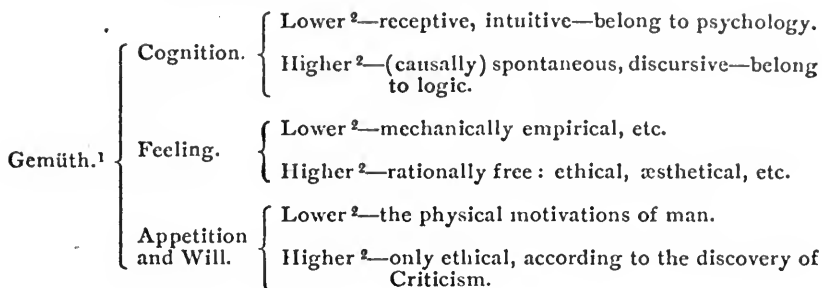 Lower ²—receptive, intuitive—belong to psychology.
Cognition.
Higher ²—(causally) spontaneous, discursive—belong
to logic.
Lower ²—mechanically empirical, etc.
Gemüth.¹
Feeling.
Higher ²—rationally free: ethical, æsthetical, etc.
Lower ²—the physical motivations of man.
Appetition
and Will.
Higher ²—only ethical, according to the discovery of
Criticism.